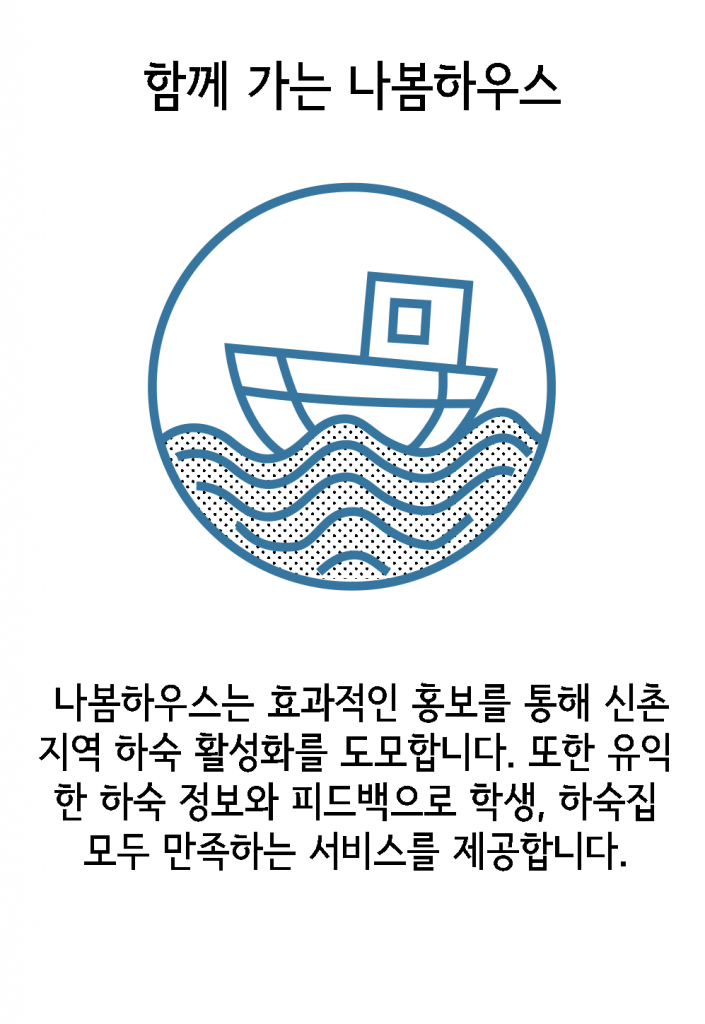 함께 가는 나봄하우스
나봄하우스는 효과적인 홍보를 통해 신촌
지역 하숙 활성화를 도모합니다. 또한 유익
한 하숙 정보와 피드백으로 학생, 하숙집
모두 만족하는 서비스를 제공합니다.